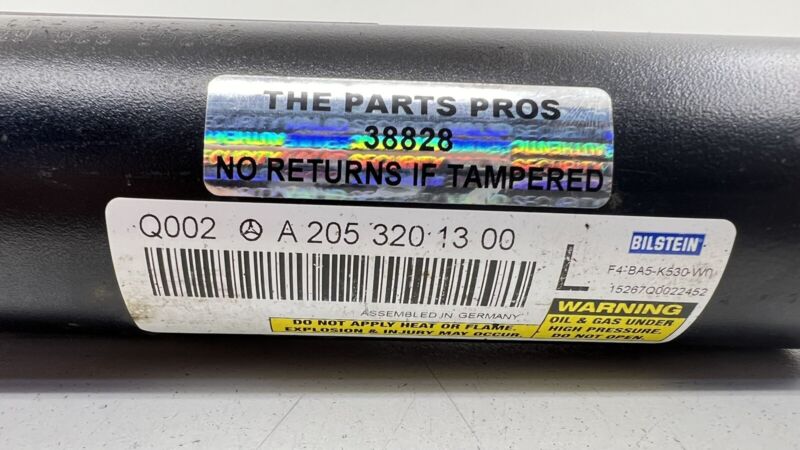 THE PARTS PROS
38828
NO RETURNS IF TAMPERED
Q002 A 205 320 13 00
L
BILSTEIN
F4-BA5-K530-W0
15267Q0022452
ASSEMBLED IN GERMANY
DO NOT APPLY HEAT OR FLAME.
EXPLOSION & INJURY MAY OCCUR.
WARNING
OIL & GAS UNDER
HIGH PRESSURE.
DO NOT OPEN.